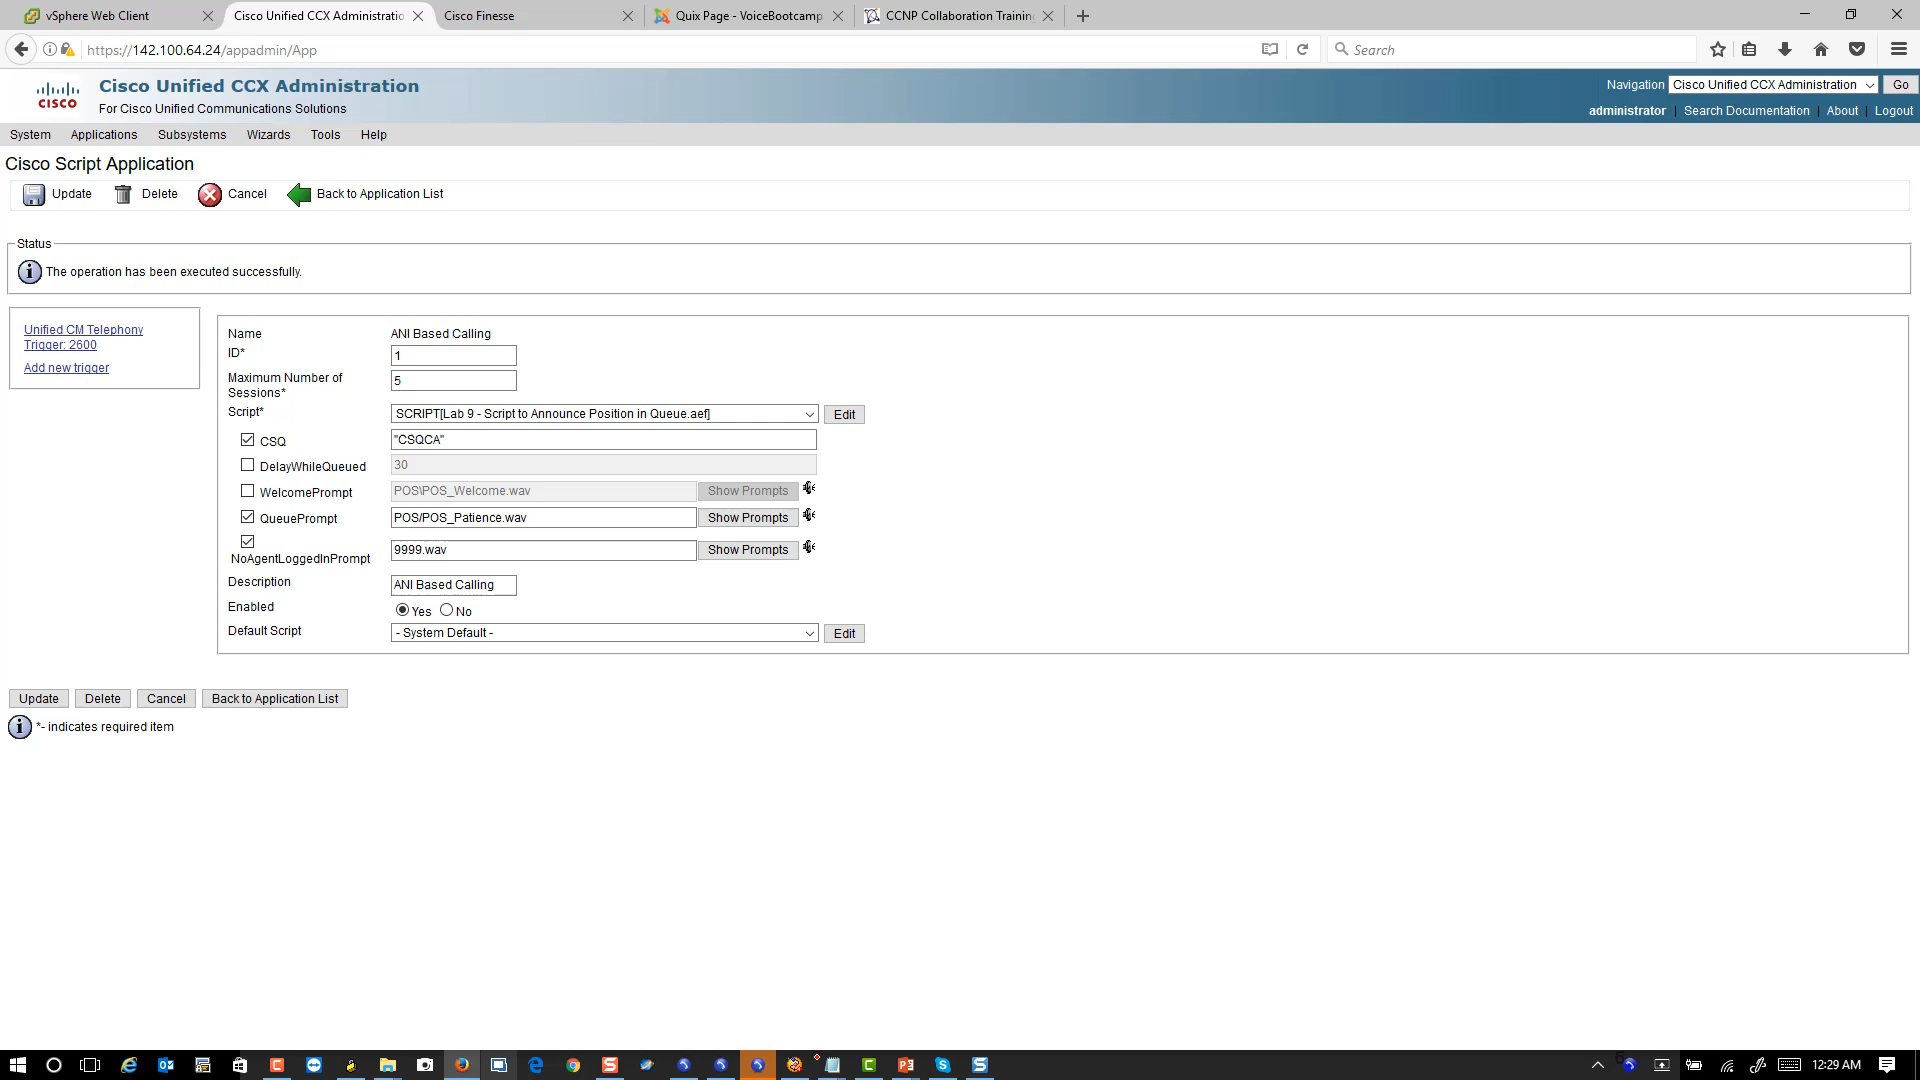 vSphere Web Client
Cisco Unified CCX Administratio
Cisco Finesse
Quix Page - VoiceBootcamp
CCNP Collaboration Trainin
https://142.100.64.24/appadmin/App
Search
CISCO
Cisco Unified CCX Administration
For Cisco Unified Communications Solutions
Navigation
Cisco Unified CCX Administration
Go
administrator | Search Documentation | About | Logout
System
Applications
Subsystems
Wizards
Tools
Help
Cisco Script Application
Update
Delete
Cancel
Back to Application List
Status
The operation has been executed successfully.
Unified CM Telephony
Trigger: 2600
Add new trigger
Name
ANI Based Calling
ID*
1
Maximum Number of
Sessions*
5
Script*
SCRIPT[Lab 9 - Script to Announce Position in Queue.aef]
Edit
CSQ
"CSQCA"
DelayWhileQueued
30
WelcomePrompt
POS\POS_Welcome.wav
Show Prompts
QueuePrompt
POS/POS_Patience.wav
Show Prompts
NoAgentLoggedInPrompt
9999.wav
Show Prompts
Description
ANI Based Calling
Enabled
Yes
No
Default Script
- System Default -
Edit
Update
Delete
Cancel
Back to Application List
*- indicates required item
12:29 AM